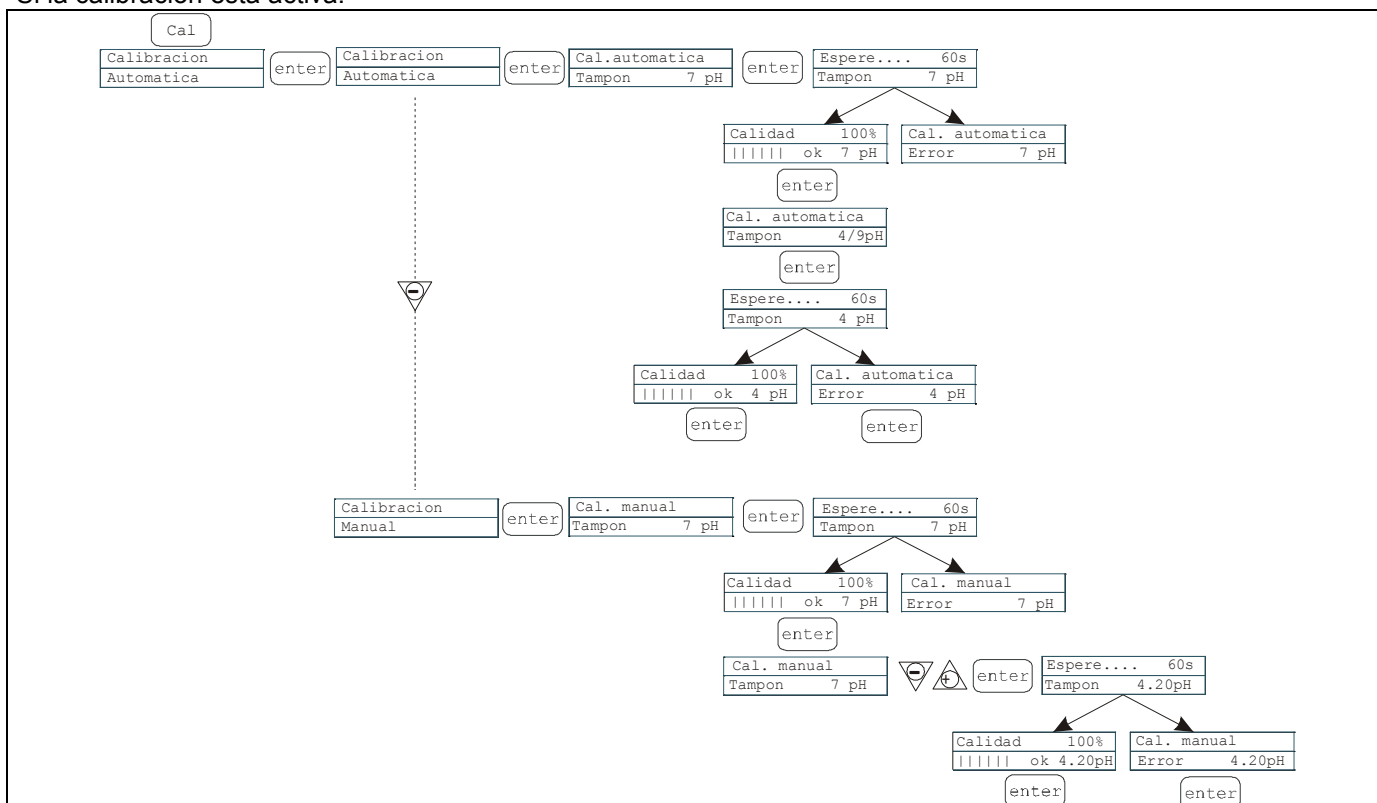 Si la calibración está activa:
Cal
Calibracion
Automatica
enter
Calibracion
Automatica
enter
Cal.automatica
Tampon 7 pH
enter
Espere.... 60s
Tampon 7 pH
Calidad 100%
|||||| ok 7 pH
Cal. automatica
Error 7 pH
enter
Cal. automatica
Tampon 4/9pH
enter
Espere.... 60s
Tampon 4 pH
Calidad 100%
|||||| ok 4 pH
Cal. automatica
Error 4 pH
enter
enter
Calibracion
Manual
enter
Cal. manual
Tampon 7 pH
enter
Espere.... 60s
Tampon 7 pH
Calidad 100%
|||||| ok 7 pH
Cal. manual
Error 7 pH
enter
Cal. manual
Tampon 7 pH
- + enter
Espere.... 60s
Tampon 4.20pH
Calidad 100%
|||||| ok 4.20pH
Cal. manual
Error 4.20pH
enter
enter